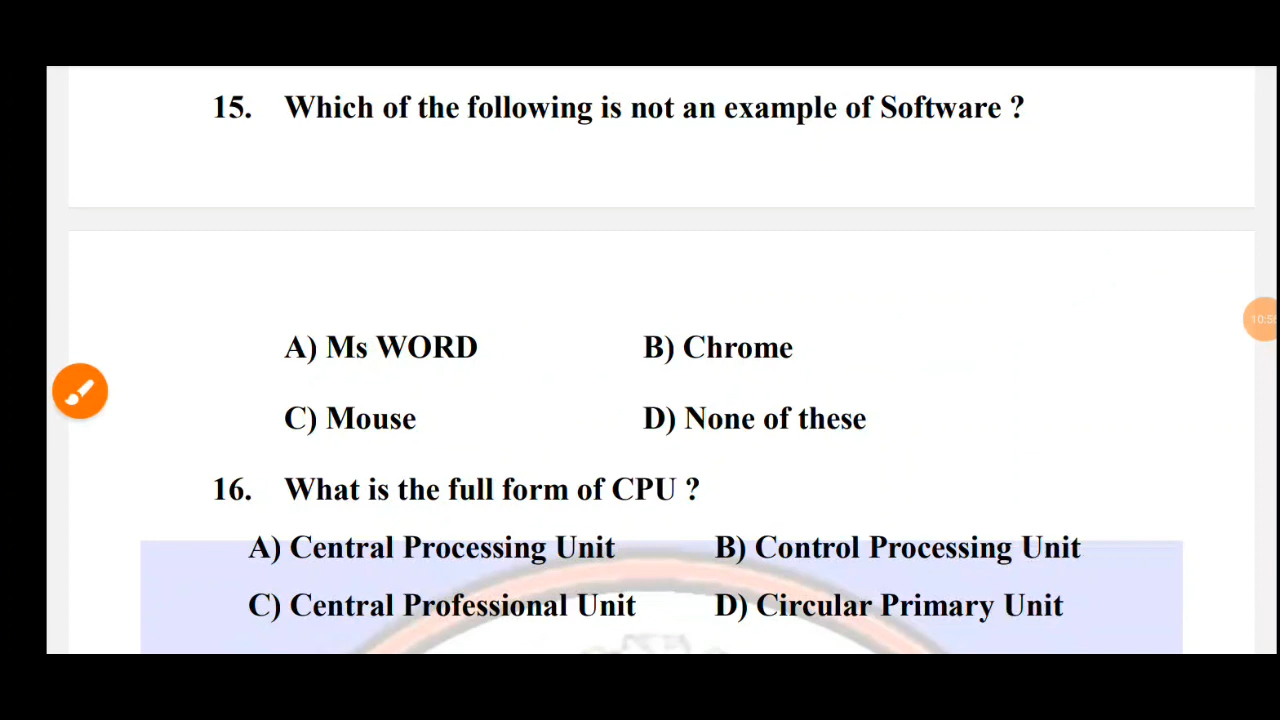 15. Which of the following is not an example of Software ?
A) Ms WORD B) Chrome
C) Mouse D) None of these
16. What is the full form of CPU ?
A) Central Processing Unit B) Control Processing Unit
C) Central Professional Unit D) Circular Primary Unit